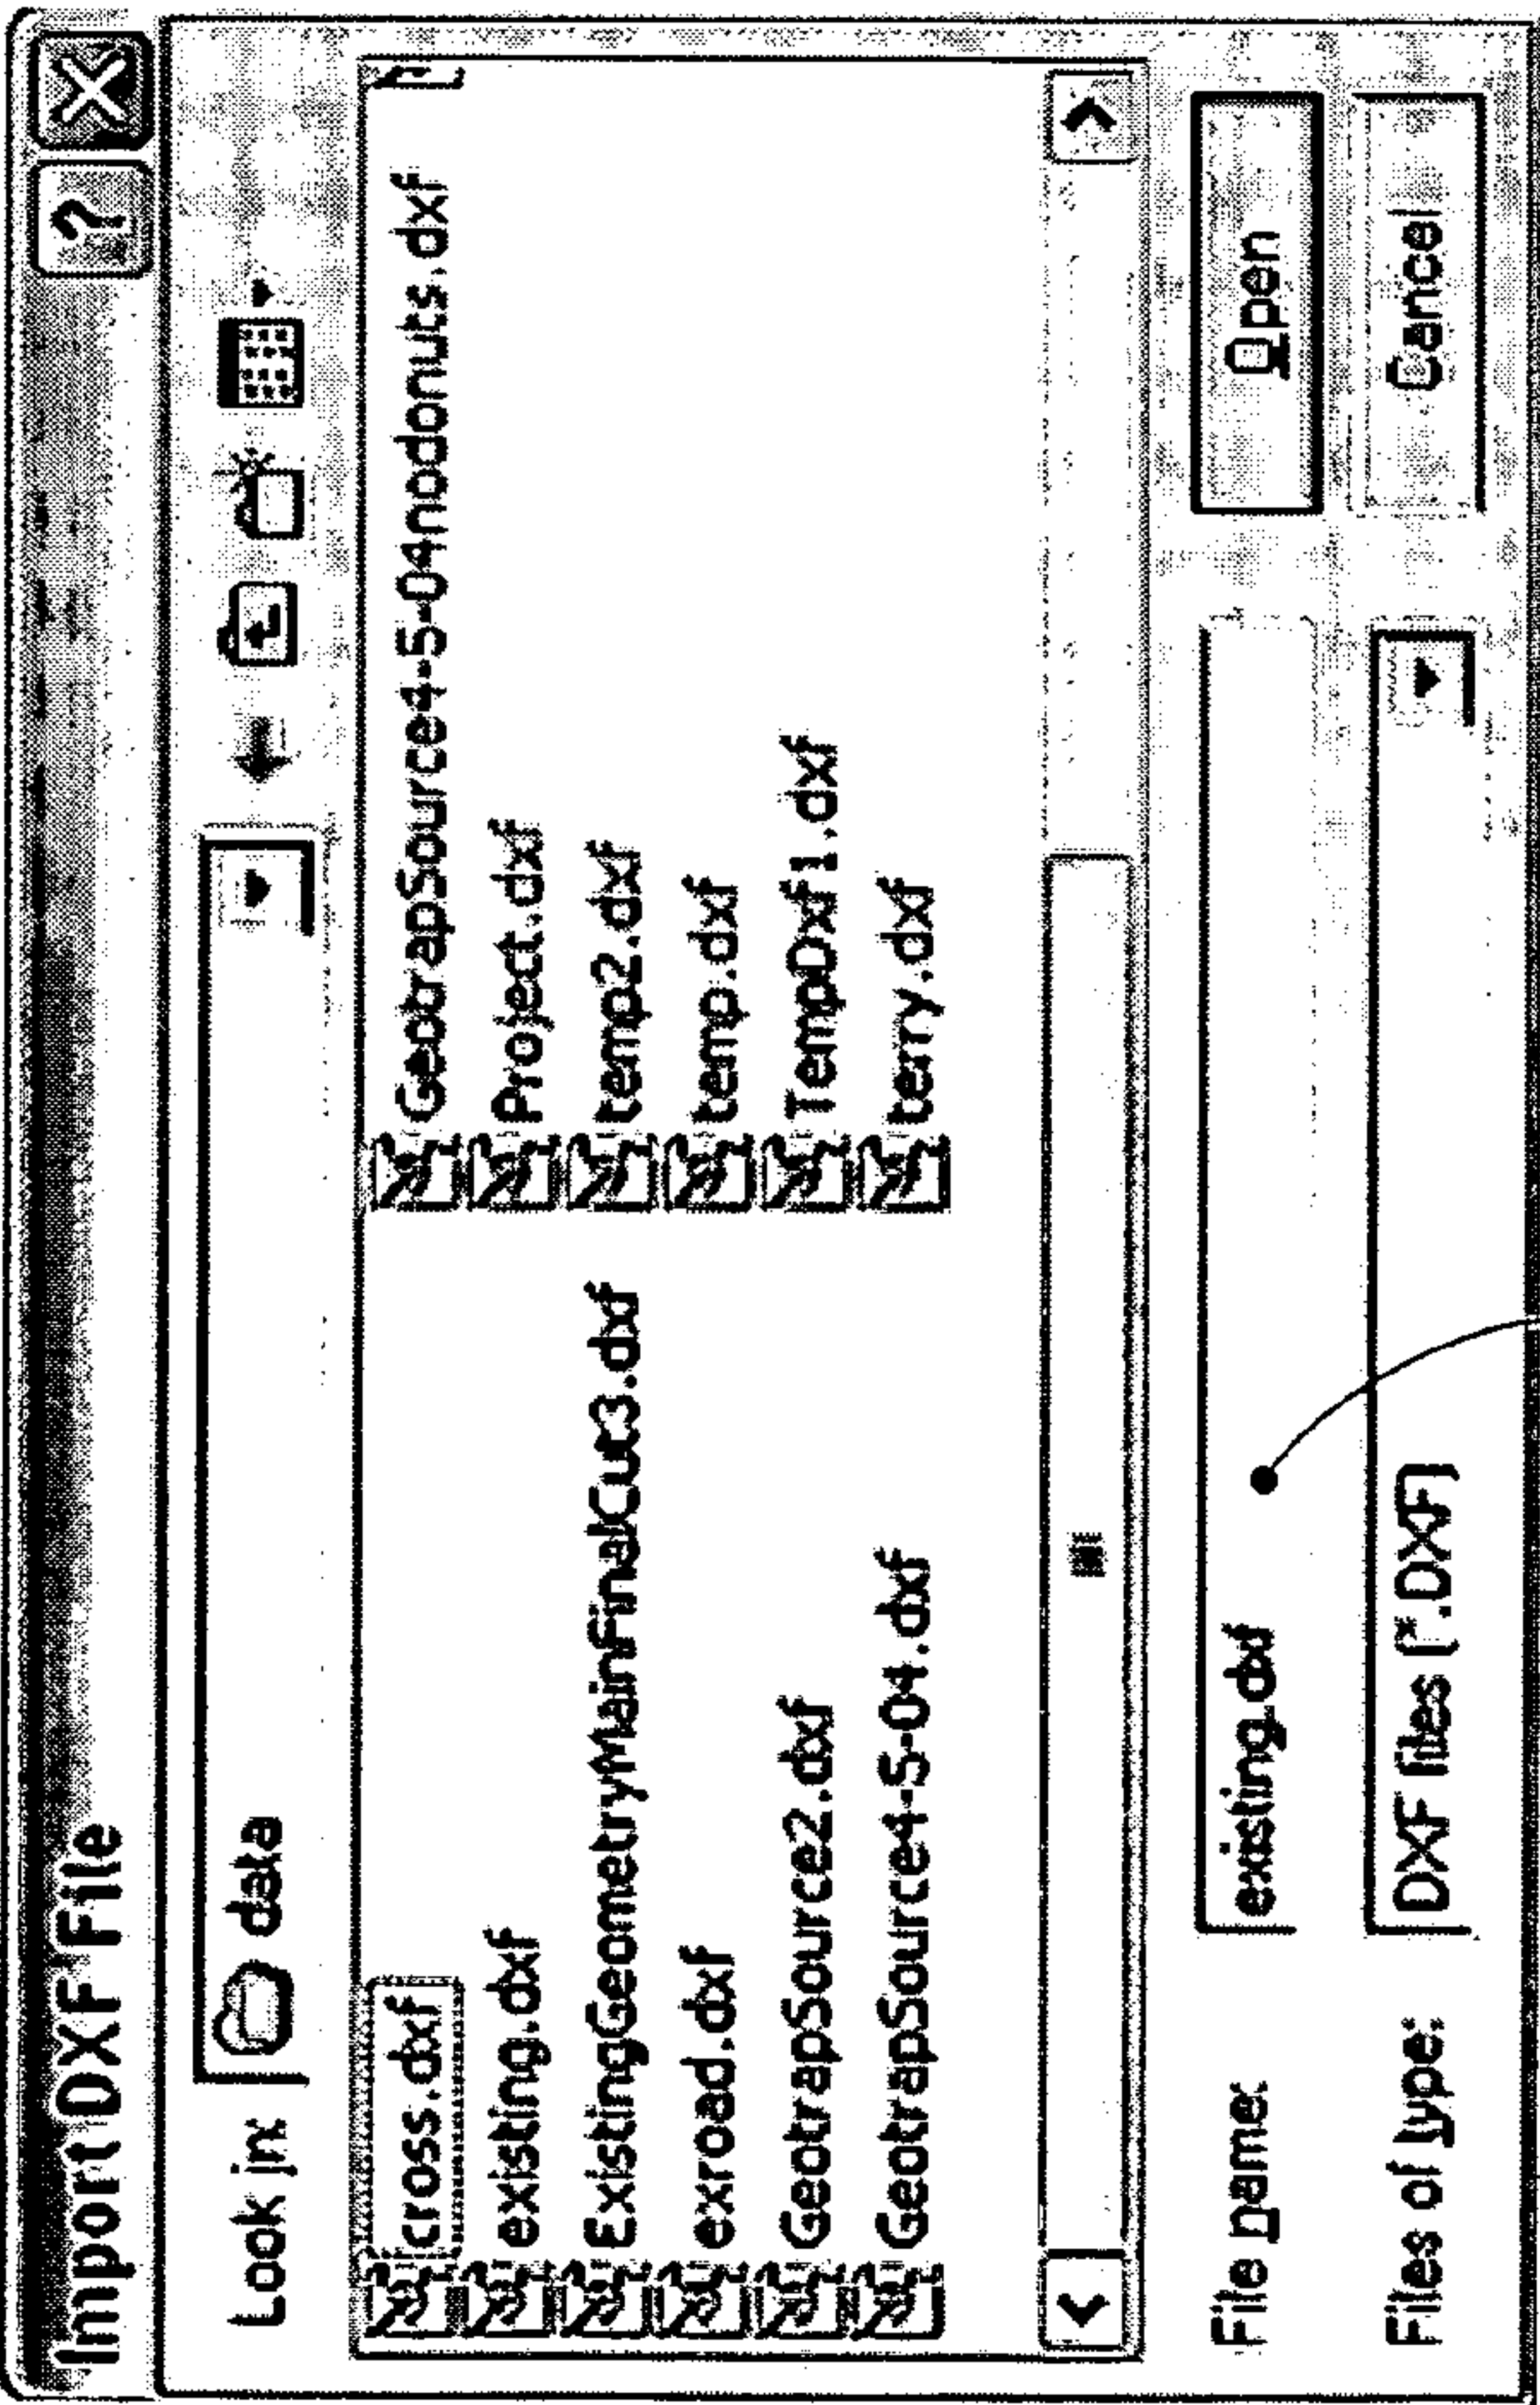 Import DXF File
?
Look in: data
cross.dxf
existing.dxf
ExistingGeometryMainFinalCut3.dxf
exroad.dxf
GeotrapSource2.dxf
GeotrapSource4-5-04.dxf
GeotrapSource4-5-04nodonuts.dxf
Project.dxf
temp2.dxf
temp.dxf
TempDxf1.dxf
terry.dxf
File name: existing.dxf
Open
Files of type: DXF files (*.DXF)
Cancel